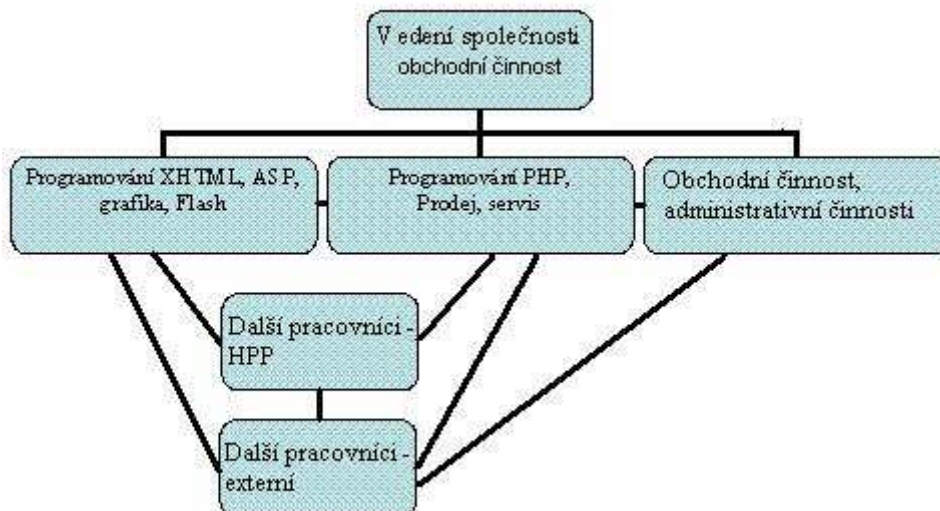 V edení společnosti
obchodní činnost
Programování XHTML, ASP,
grafika, Flash
Programování PHP,
Prodej, servis
Obchodní činnost,
administrativní činnosti
Další pracovníci -
HPP
Další pracovníci -
externí